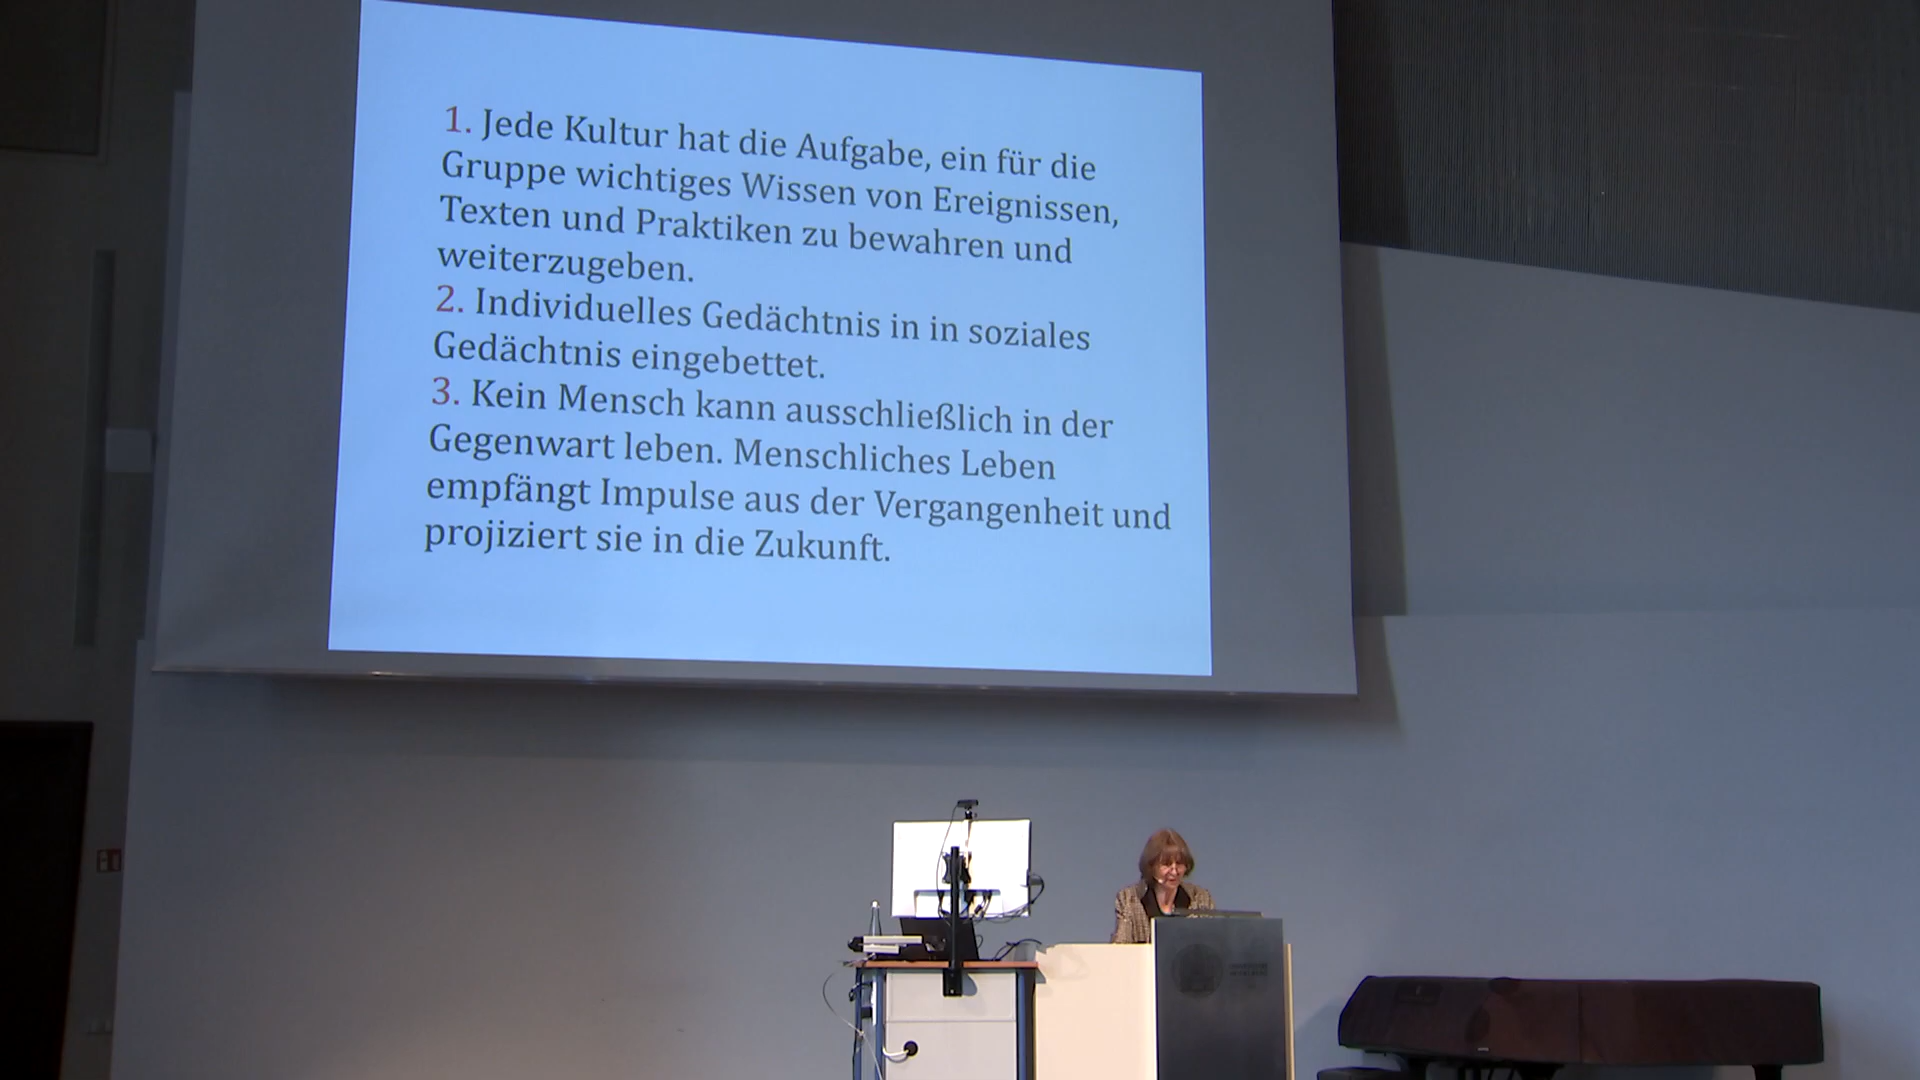 1. Jede Kultur hat die Aufgabe, ein für die
Gruppe wichtiges Wissen von Ereignissen,
Texten und Praktiken zu bewahren und
weiterzugeben.
2. Individuelles Gedächtnis in in soziales
Gedächtnis eingebettet.
3. Kein Mensch kann ausschließlich in der
Gegenwart leben. Menschliches Leben
empfängt Impulse aus der Vergangenheit und
projiziert sie in die Zukunft.